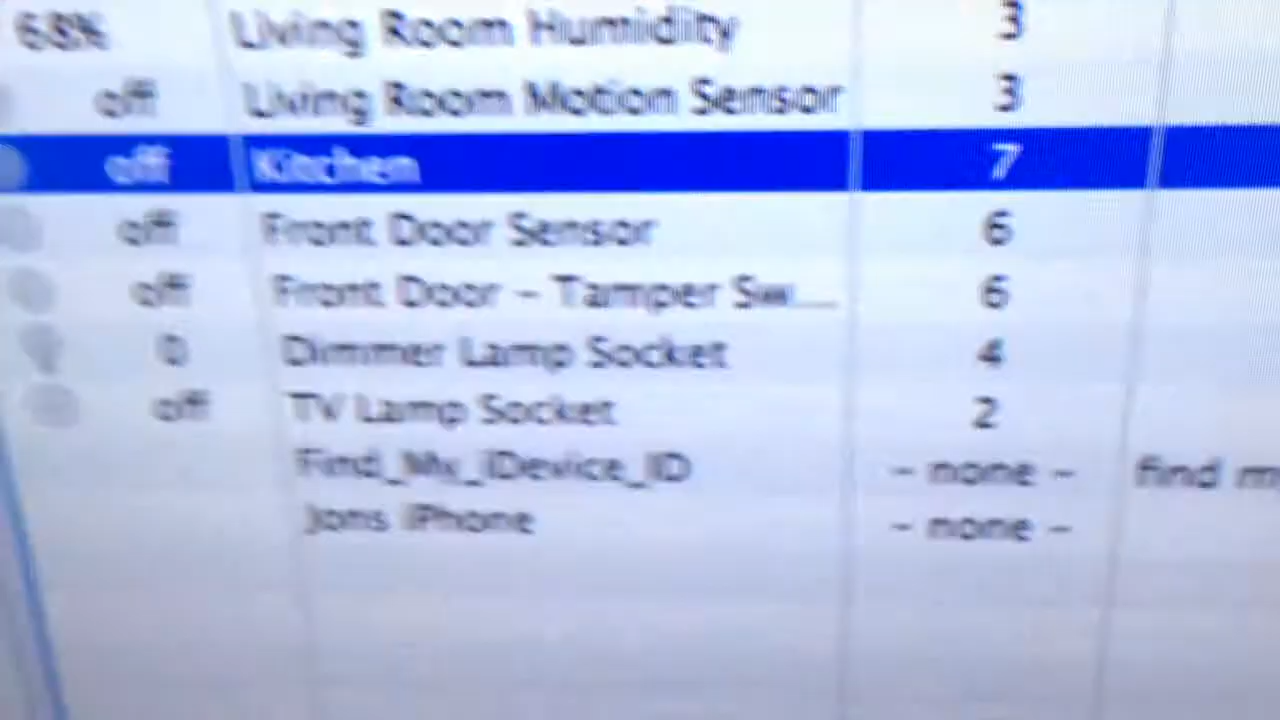 68% Living Room Humidity 3
off Living Room Motion Sensor 3
off Kitchen 7
off Front Door Sensor 6
off Front Door - Tamper Sw... 6
0 Dimmer Lamp Socket 4
off TV Lamp Socket 2
Find_My_iDevice_ID - none - find m
Jons iPhone - none -